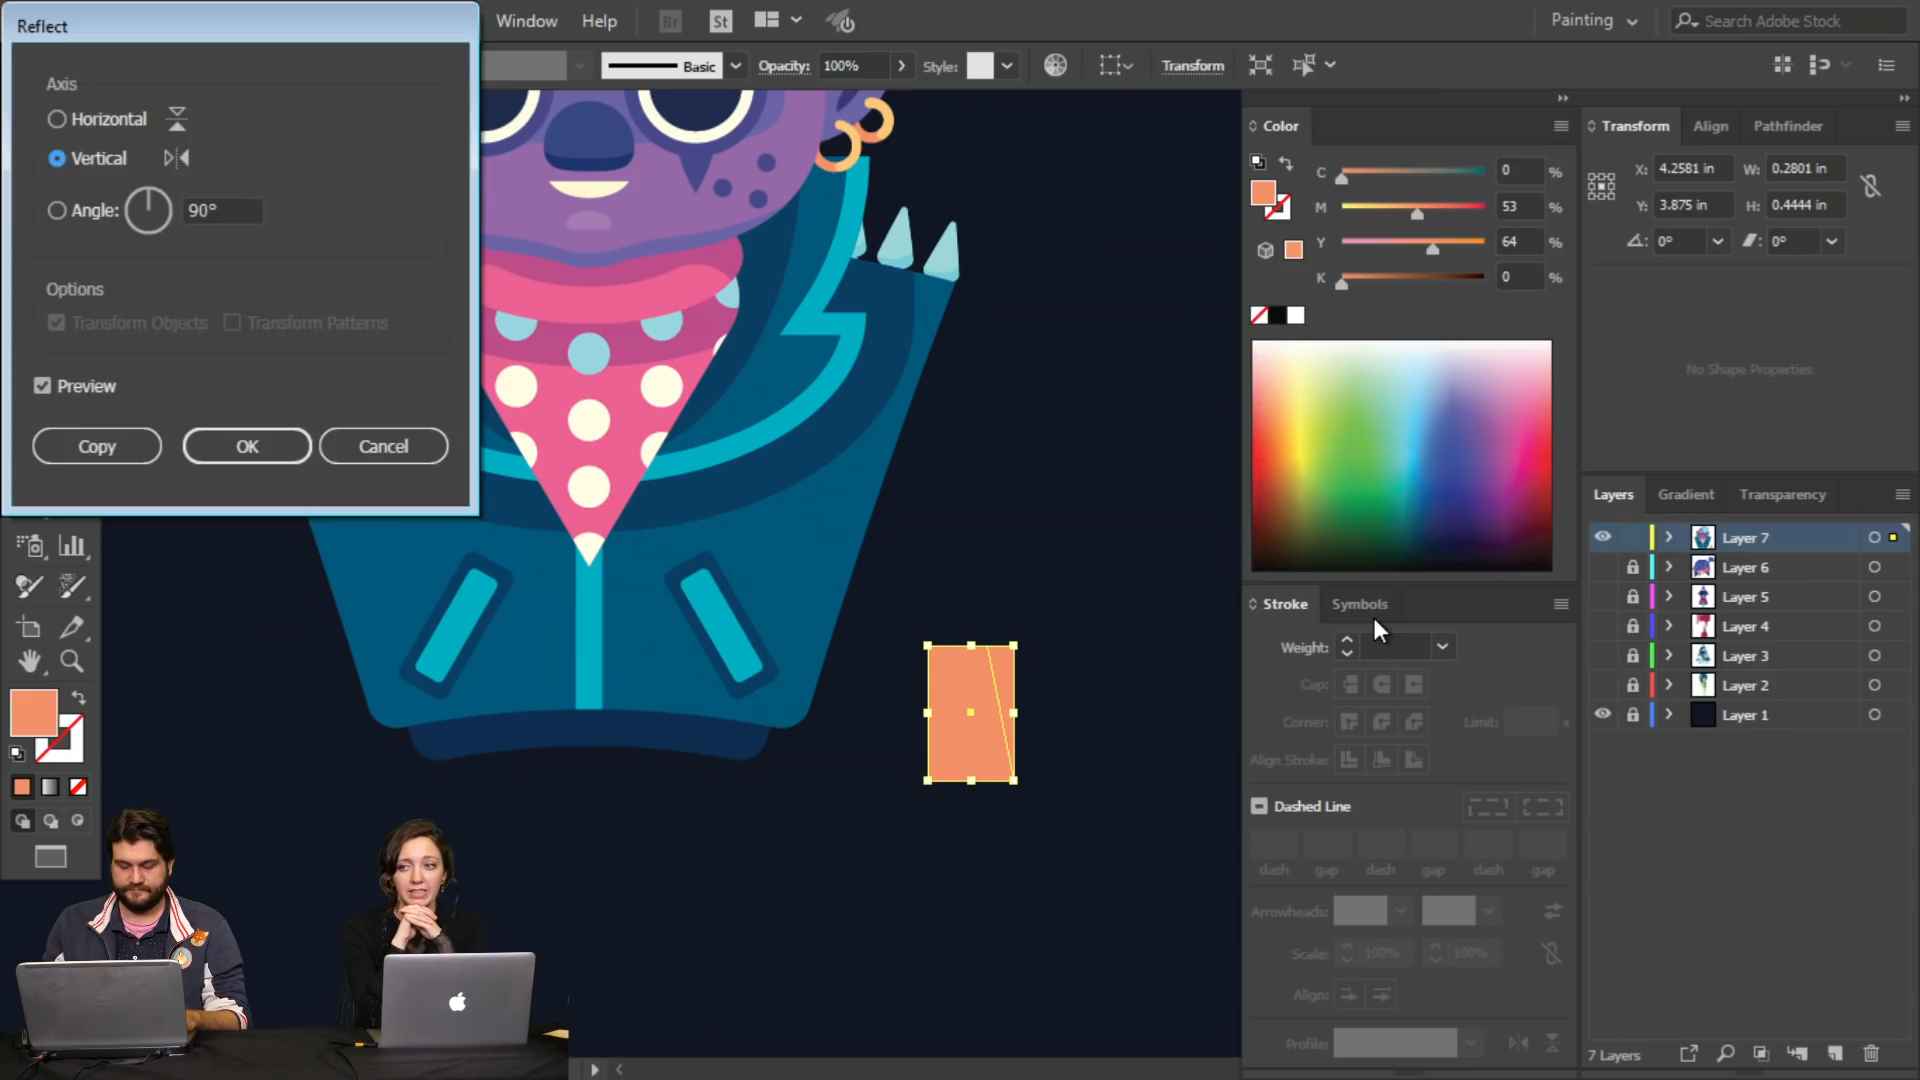 Reflect
Window Help Br St Painting Search Adobe Stock
Basic Opacity: 100% Style: Transform
Axis
Horizontal
Vertical
Angle: 90°
Options
Transform Objects Transform Patterns
Preview
Copy OK Cancel
Color
C 0 %
M 53 %
Y 64 %
K 0 %
Transform Align Pathfinder
X: 4.2581 in W: 0.2801 in
Y: 3.875 in H: 0.4444 in
0° 0°
No Shape Properties
Stroke Symbols
Weight:
Cap:
Corner: Limit: x
Align Stroke:
Dashed Line
dash gap dash gap dash gap
Arrowheads:
Scale: 100% 100%
Align:
Profile:
Layers Gradient Transparency
Layer 7
Layer 6
Layer 5
Layer 4
Layer 3
Layer 2
Layer 1
7 Layers